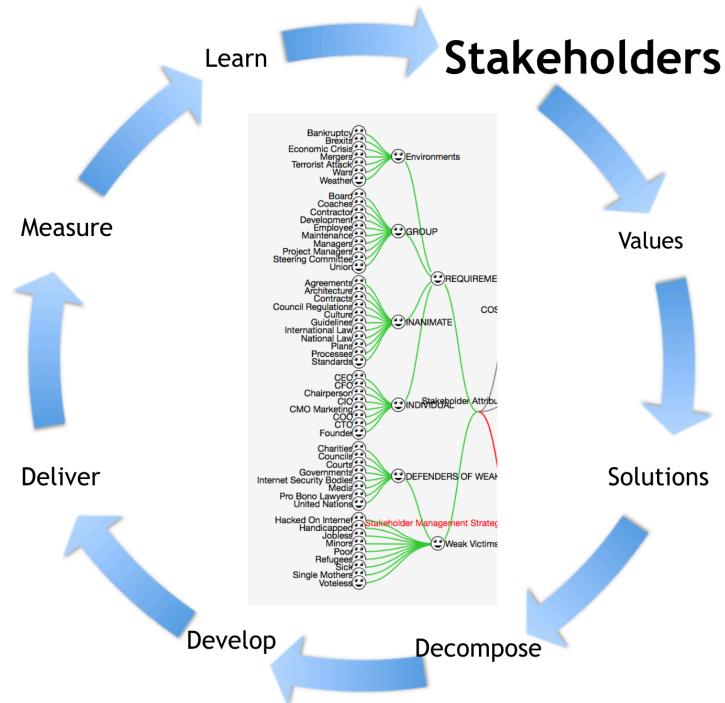 Learn
Stakeholders
Values
Solutions
Decompose
Develop
Deliver
Measure
Bankruptcy
Brexits
Economic Crisis
Mergers
Terrorist Attack
Wars
Weather
Environments
Board
Coaches
Contractor
Development
Employee
Maintenance
Managers
Project Managers
Steering Committee
Union
GROUP
Agreements
Architecture
Contracts
Council Regulations
Culture
Guidelines
International Law
National Law
Plans
Processes
Standards
INANIMATE
CEO
CFO
Chairperson
CIO
CMO Marketing
COO
CTO
Founder
INDIVIDUAL
Charities
Councils
Courts
Governments
Internet Security Bodies
Media
Pro Bono Lawyers
United Nations
DEFENDERS OF WEAK
Hacked On Internet
Handicapped
Jobless
Minors
Poor
Refugees
Sick
Single Mothers
Voteless
Weak Victims
REQUIREME
COS
Stakeholder Attribu
Stakeholder Management Strateg